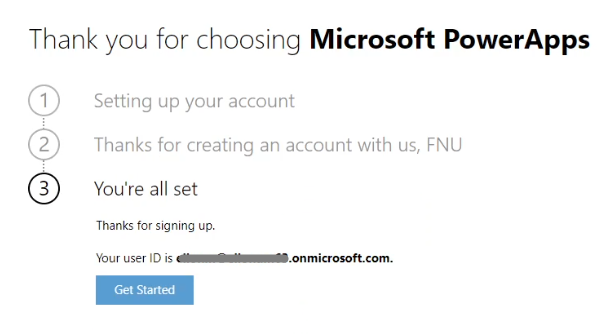 Thank you for choosing Microsoft PowerApps
1 Setting up your account
2 Thanks for creating an account with us, FNU
3 You're all set
Thanks for signing up.
Your user ID is .onmicrosoft.com.
Get Started